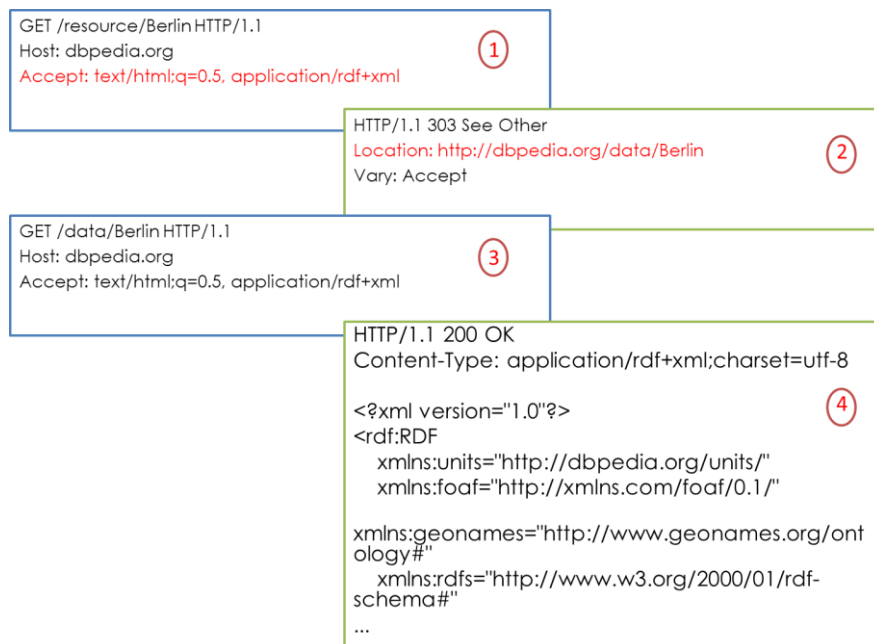 GET /resource/Berlin HTTP/1.1
Host: dbpedia.org
Accept: text/html;q=0.5, application/rdf+xml
1
HTTP/1.1 303 See Other
Location: http://dbpedia.org/data/Berlin
Vary: Accept
2
GET /data/Berlin HTTP/1.1
Host: dbpedia.org
Accept: text/html;q=0.5, application/rdf+xml
3
HTTP/1.1 200 OK
Content-Type: application/rdf+xml;charset=utf-8
<?xml version="1.0"?>
4
<rdf:RDF
xmlns:units="http://dbpedia.org/units/"
xmlns:foaf="http://xmlns.com/foaf/0.1/"
xmlns:geonames="http://www.geonames.org/ont
ology#"
xmlns:rdfs="http://www.w3.org/2000/01/rdf-
schema#"
...